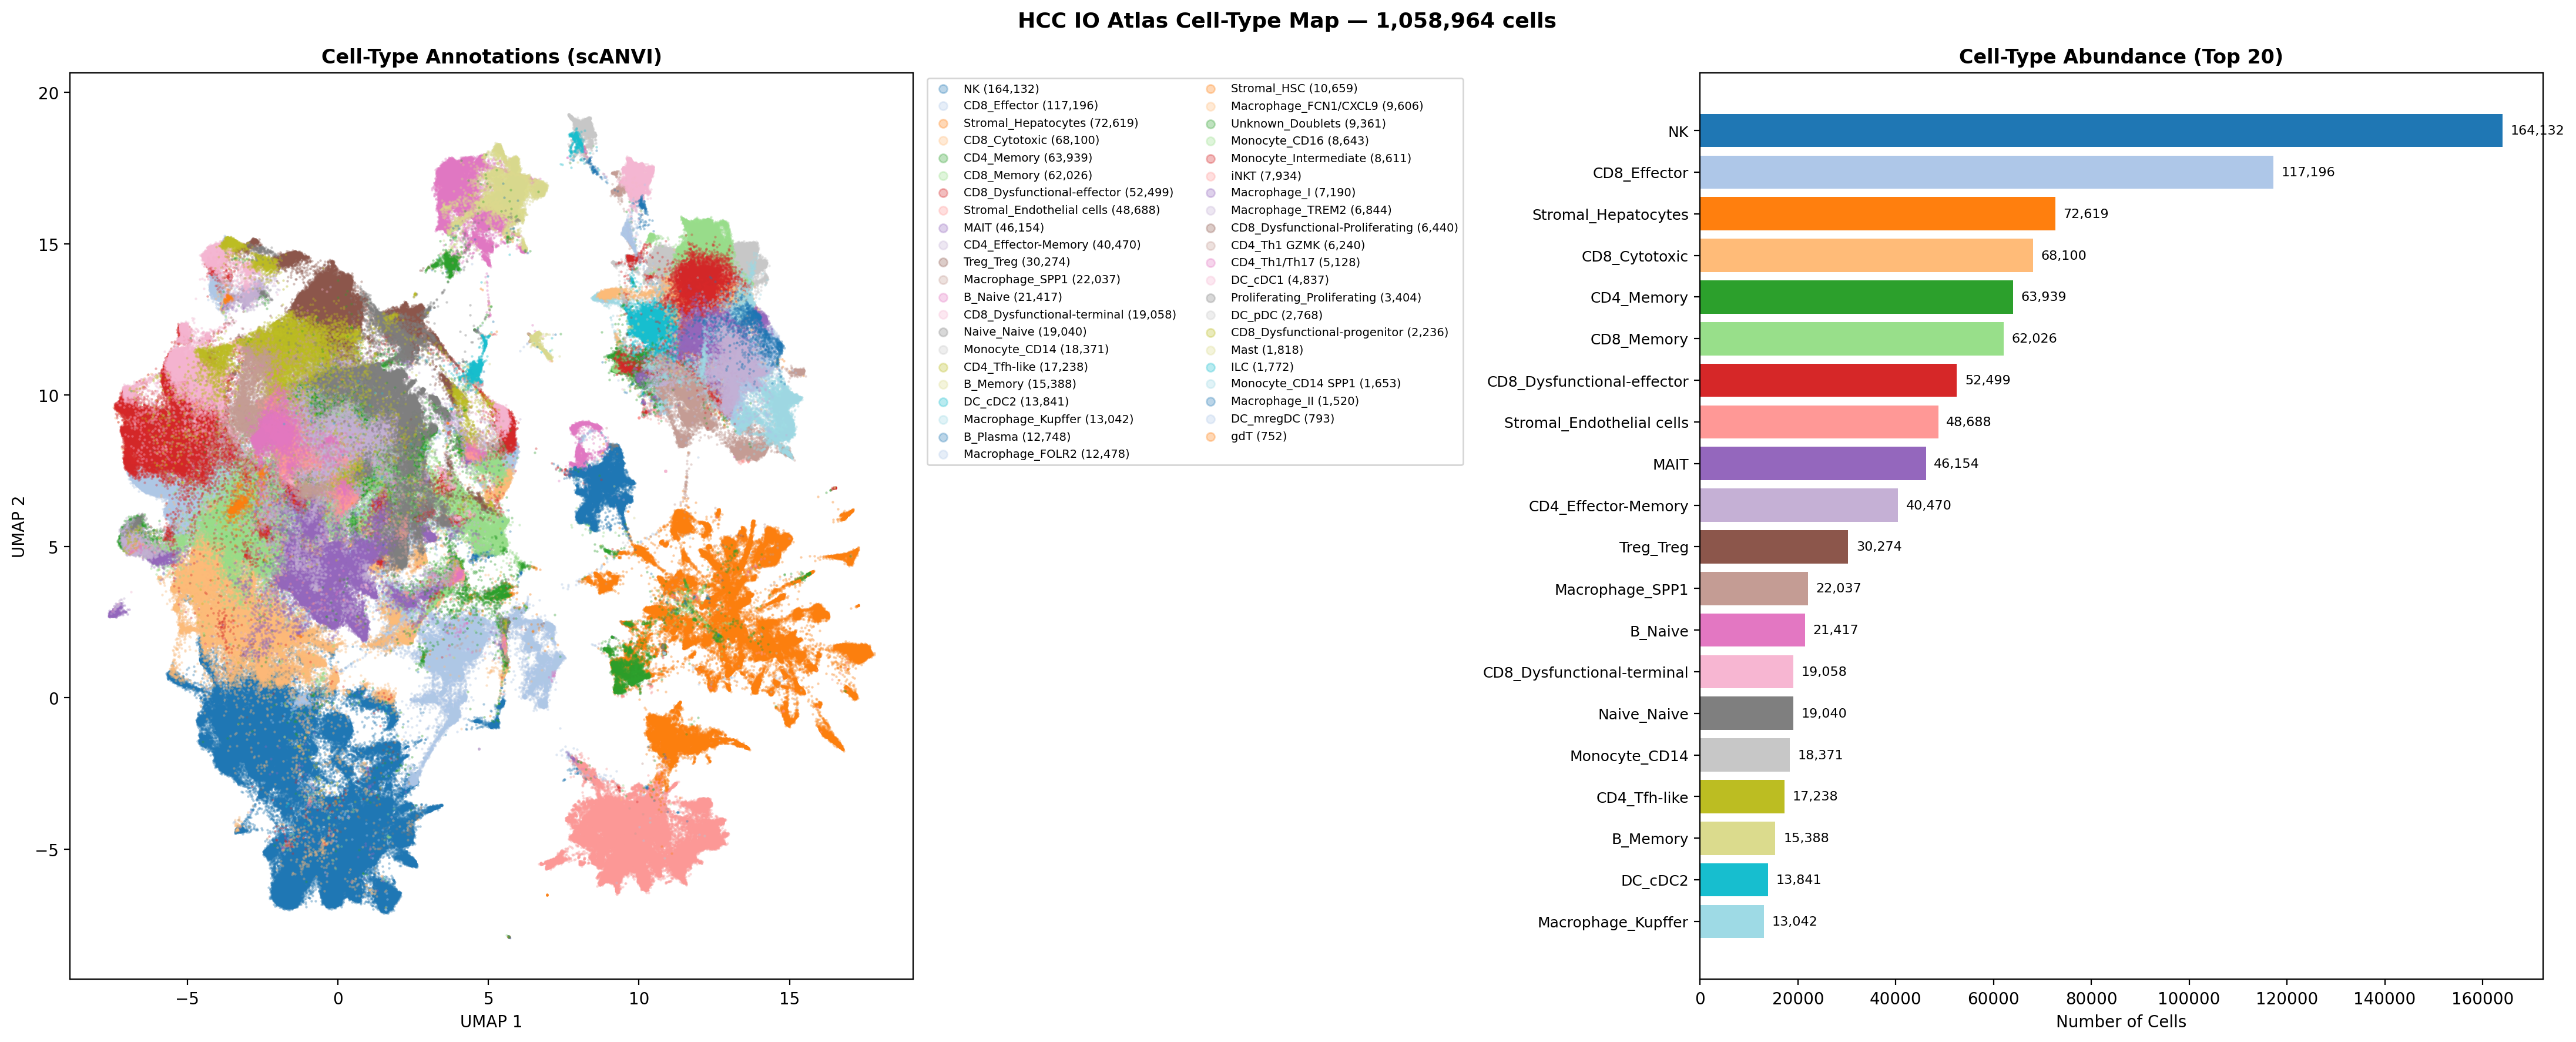 HCC IO Atlas Cell-Type Map — 1,058,964 cells
Cell-Type Annotations (scANVI)
20
15
10
5
0
−5
UMAP 2
−5
0
5
10
15
UMAP 1
NK (164,132)
CD8_Effector (117,196)
Stromal_Hepatocytes (72,619)
CD8_Cytotoxic (68,100)
CD4_Memory (63,939)
CD8_Memory (62,026)
CD8_Dysfunctional-effector (52,499)
Stromal_Endothelial cells (48,688)
MAIT (46,154)
CD4_Effector-Memory (40,470)
Treg_Treg (30,274)
Macrophage_SPP1 (22,037)
B_Naive (21,417)
CD8_Dysfunctional-terminal (19,058)
Naive_Naive (19,040)
Monocyte_CD14 (18,371)
CD4_Tfh-like (17,238)
B_Memory (15,388)
DC_cDC2 (13,841)
Macrophage_Kupffer (13,042)
B_Plasma (12,748)
Macrophage_FOLR2 (12,478)
Stromal_HSC (10,659)
Macrophage_FCN1/CXCL9 (9,606)
Unknown_Doublets (9,361)
Monocyte_CD16 (8,643)
Monocyte_Intermediate (8,611)
iNKT (7,934)
Macrophage_I (7,190)
Macrophage_TREM2 (6,844)
CD8_Dysfunctional-Proliferating (6,440)
CD4_Th1 GZMK (6,240)
CD4_Th1/Th17 (5,128)
DC_cDC1 (4,837)
Proliferating_Proliferating (3,404)
DC_pDC (2,768)
CD8_Dysfunctional-progenitor (2,236)
Mast (1,818)
ILC (1,772)
Monocyte_CD14 SPP1 (1,653)
Macrophage_II (1,520)
DC_mregDC (793)
gdT (752)
Cell-Type Abundance (Top 20)
NK 164,132
CD8_Effector 117,196
Stromal_Hepatocytes 72,619
CD8_Cytotoxic 68,100
CD4_Memory 63,939
CD8_Memory 62,026
CD8_Dysfunctional-effector 52,499
Stromal_Endothelial cells 48,688
MAIT 46,154
CD4_Effector-Memory 40,470
Treg_Treg 30,274
Macrophage_SPP1 22,037
B_Naive 21,417
CD8_Dysfunctional-terminal 19,058
Naive_Naive 19,040
Monocyte_CD14 18,371
CD4_Tfh-like 17,238
B_Memory 15,388
DC_cDC2 13,841
Macrophage_Kupffer 13,042
0 20000 40000 60000 80000 100000 120000 140000 160000
Number of Cells